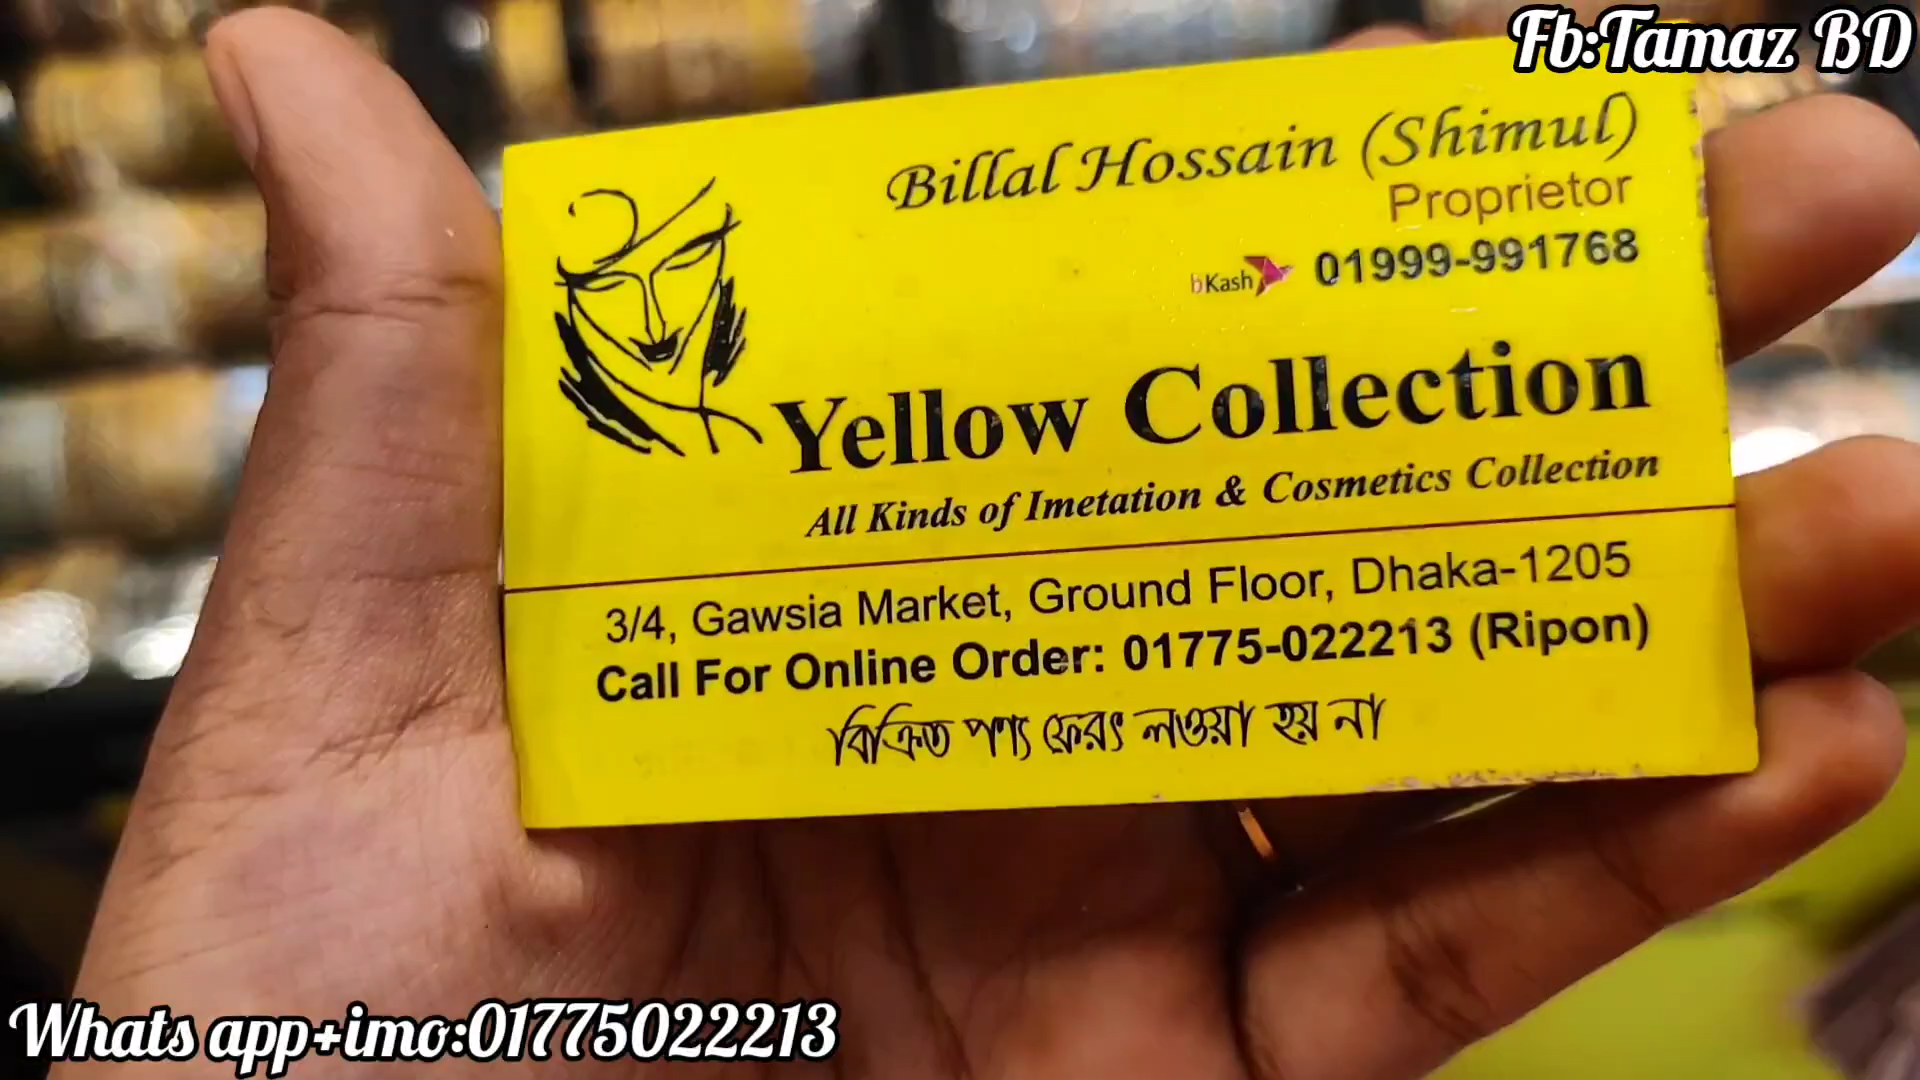 Fb:Tamaz BD
Billal Hossain (Shimul)
Proprietor
bKash 01999-991768
Yellow Collection
All Kinds of Imetation & Cosmetics Collection
3/4, Gawsia Market, Ground Floor, Dhaka-1205
Call For Online Order: 01775-022213 (Ripon)
বিক্রিত পণ্য ফেরৎ লওয়া হয় না
Whats app+imo:01775022213